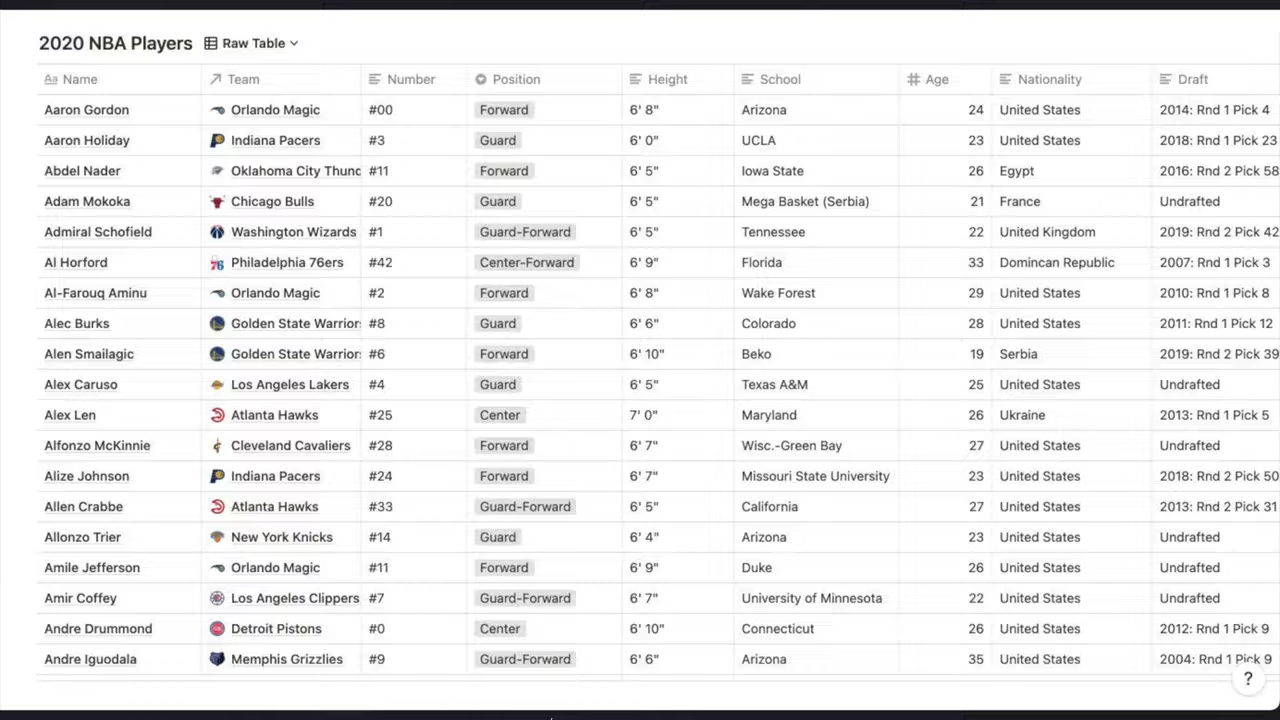 2020 NBA Players Raw Table
Aa Name Team Number Position Height School # Age Nationality Draft
Aaron Gordon Orlando Magic #00 Forward 6' 8" Arizona 24 United States 2014: Rnd 1 Pick 4
Aaron Holiday Indiana Pacers #3 Guard 6' 0" UCLA 23 United States 2018: Rnd 1 Pick 23
Abdel Nader Oklahoma City Thunc #11 Forward 6' 5" Iowa State 26 Egypt 2016: Rnd 2 Pick 58
Adam Mokoka Chicago Bulls #20 Guard 6' 5" Mega Basket (Serbia) 21 France Undrafted
Admiral Schofield Washington Wizards #1 Guard-Forward 6' 5" Tennessee 22 United Kingdom 2019: Rnd 2 Pick 42
Al Horford 76 Philadelphia 76ers #42 Center-Forward 6' 9" Florida 33 Domincan Republic 2007: Rnd 1 Pick 3
Al-Farouq Aminu Orlando Magic #2 Forward 6' 8" Wake Forest 29 United States 2010: Rnd 1 Pick 8
Alec Burks Golden State Warrior #8 Guard 6' 6" Colorado 28 United States 2011: Rnd 1 Pick 12
Alen Smailagic Golden State Warrior #6 Forward 6' 10" Beko 19 Serbia 2019: Rnd 2 Pick 39
Alex Caruso Los Angeles Lakers #4 Guard 6' 5" Texas A&M 25 United States Undrafted
Alex Len Atlanta Hawks #25 Center 7' 0" Maryland 26 Ukraine 2013: Rnd 1 Pick 5
Alfonzo McKinnie Cleveland Cavaliers #28 Forward 6' 7" Wisc.-Green Bay 27 United States Undrafted
Alize Johnson Indiana Pacers #24 Forward 6' 7" Missouri State University 23 United States 2018: Rnd 2 Pick 50
Allen Crabbe Atlanta Hawks #33 Guard-Forward 6' 5" California 27 United States 2013: Rnd 2 Pick 31
Allonzo Trier New York Knicks #14 Guard 6' 4" Arizona 23 United States Undrafted
Amile Jefferson Orlando Magic #11 Forward 6' 9" Duke 26 United States Undrafted
Amir Coffey Los Angeles Clippers #7 Guard-Forward 6' 7" University of Minnesota 22 United States Undrafted
Andre Drummond Detroit Pistons #0 Center 6' 10" Connecticut 26 United States 2012: Rnd 1 Pick 9
Andre Iguodala Memphis Grizzlies #9 Guard-Forward 6' 6" Arizona 35 United States 2004: Rnd 1 Pick 9
?